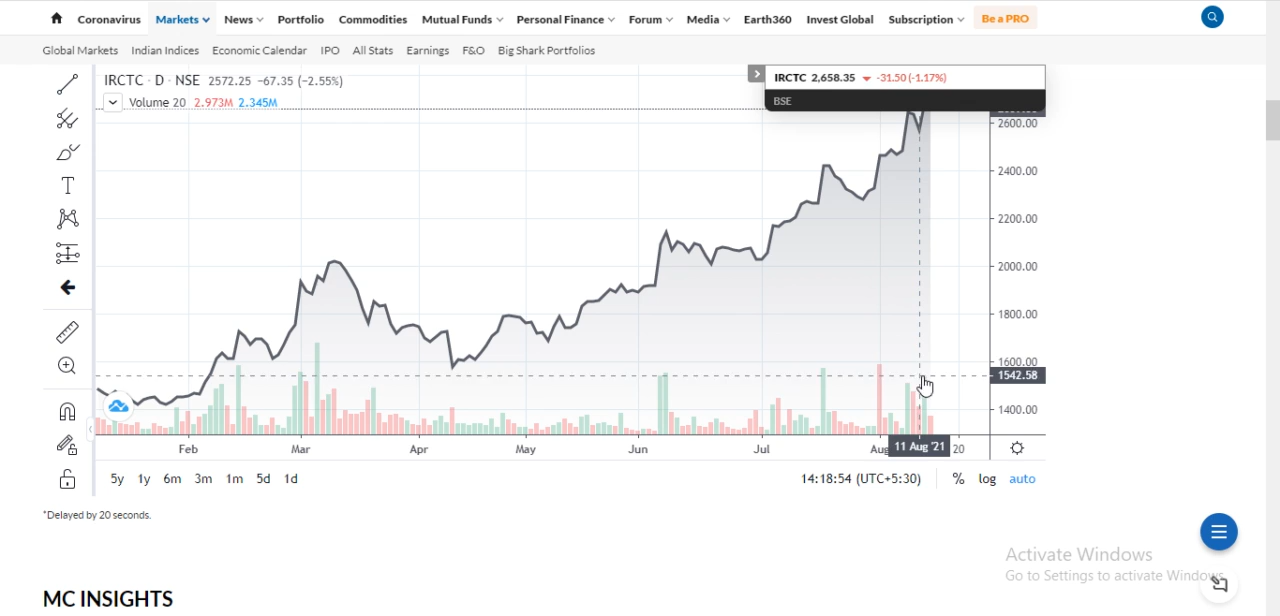 Coronavirus Markets News Portfolio Commodities Mutual Funds Personal Finance Forum Media Earth360 Invest Global Subscription Be a PRO
Global Markets Indian Indices Economic Calendar IPO All Stats Earnings F&O Big Shark Portfolios
IRCTC · D · NSE 2572.25 −67.35 (−2.55%)
Volume 20 2.973M 2.345M
IRCTC 2,658.35 -31.50 (-1.17%)
BSE
2600.00
2400.00
2200.00
2000.00
1800.00
1600.00
1542.58
1400.00
Feb Mar Apr May Jun Jul Aug 11 Aug '21 20
5y 1y 6m 3m 1m 5d 1d 14:18:54 (UTC+5:30) % log auto
*Delayed by 20 seconds.
Activate Windows
Go to Settings to activate Windows.
MC INSIGHTS